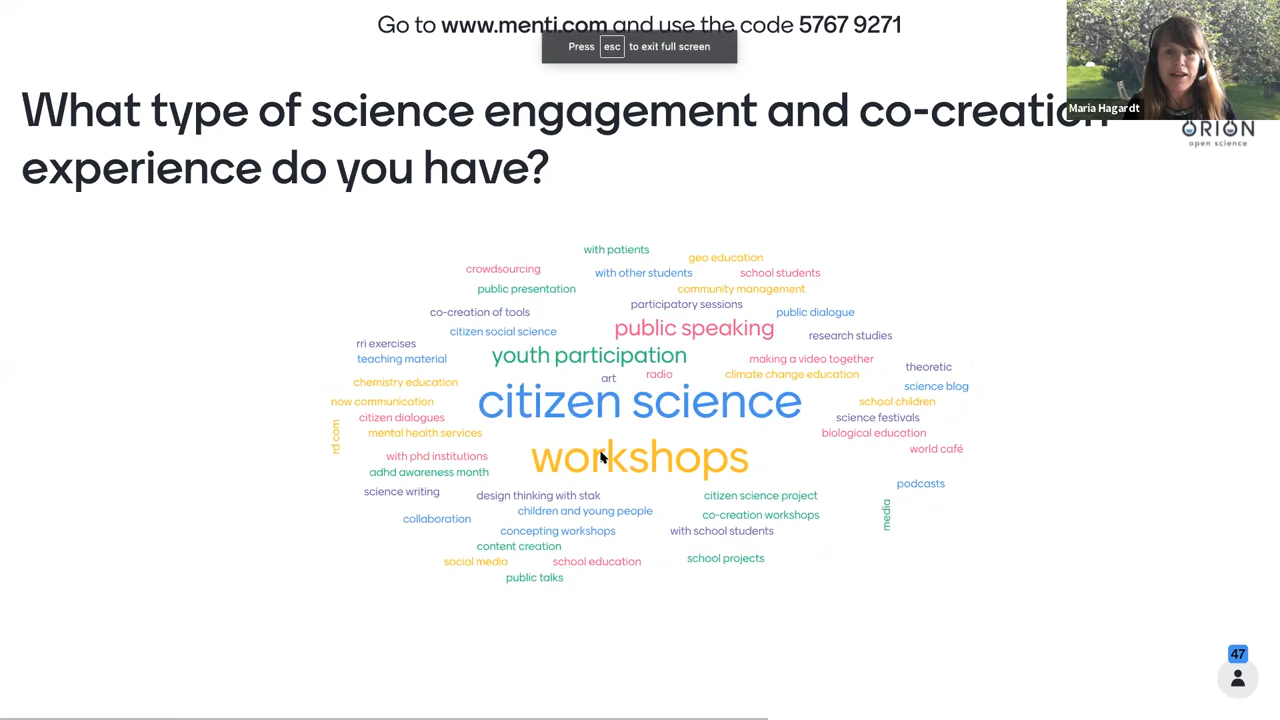 Go to www.menti.com and use the code 5767 9271
Press esc to exit full screen
Maria Hagardt
What type of science engagement and co-creation
experience do you have?
ORION
open science
with patients
geo education
crowdsourcing
with other students
school students
public presentation
community management
participatory sessions
co-creation of tools
public dialogue
citizen social science
public speaking
research studies
rri exercises
youth participation
teaching material
making a video together
theoretic
art
radio
climate change education
chemistry education
science blog
now communication
citizen science
school children
citizen dialogues
science festivals
rd com
mental health services
biological education
with phd institutions
workshops
world café
adhd awareness month
podcasts
science writing
design thinking with stak
citizen science project
children and young people
co-creation workshops
media
collaboration
concepting workshops
with school students
content creation
social media
school education
school projects
public talks
47